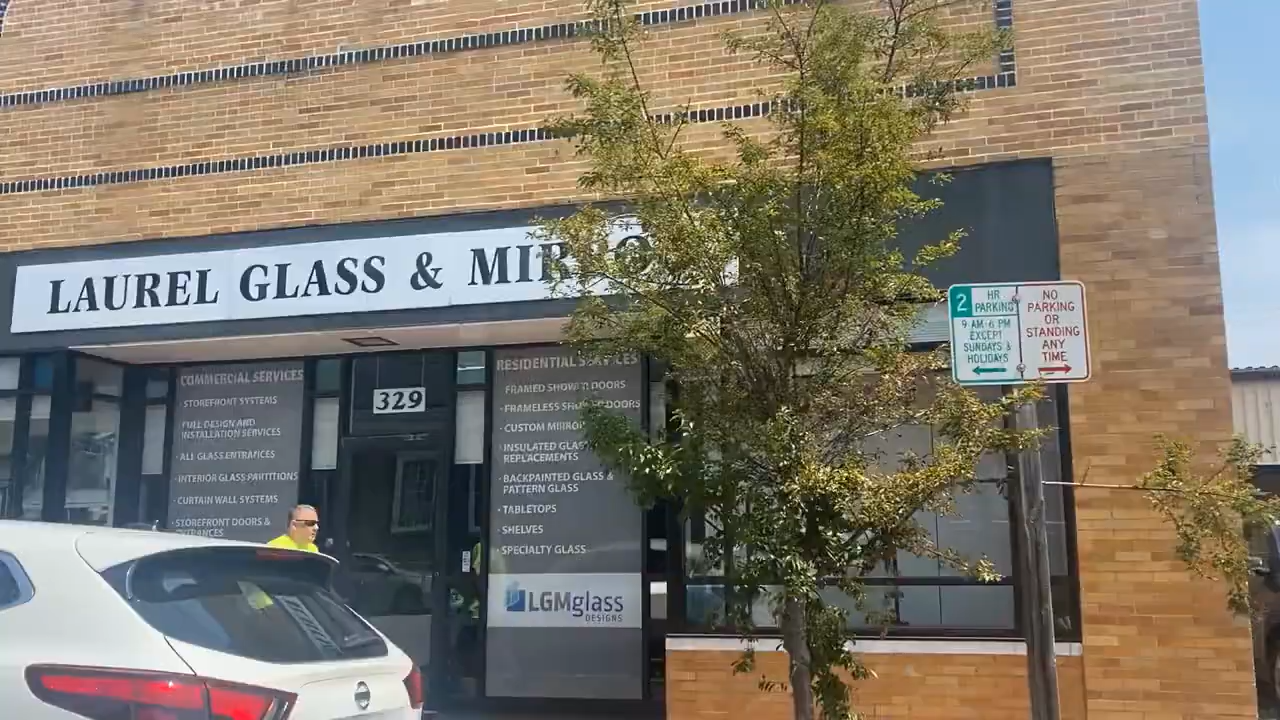 LAUREL GLASS & MIRRO
COMMERCIAL SERVICES
· STOREFRONT SYSTEMS
· FULL DESIGN AND
INSTALLATION SERVICES
· ALL GLASS ENTRANCES
· INTERIOR GLASS PARTITIONS
· CURTAIN WALL SYSTEMS
· STOREFRONT DOORS &
ENTRANCES
329
RESIDENTIAL SERVICES
· FRAMED SHOWER DOORS
· FRAMELESS SHOWER DOORS
· CUSTOM MIRROR
· INSULATED GLASS
REPLACEMENTS
· BACKPAINTED GLASS &
PATTERN GLASS
· TABLETOPS
· SHELVES
· SPECIALTY GLASS
LGMglass
DESIGNS
2 HR
PARKING
9 AM-6 PM
EXCEPT
SUNDAYS &
HOLIDAYS
NO
PARKING
OR
STANDING
ANY
TIME